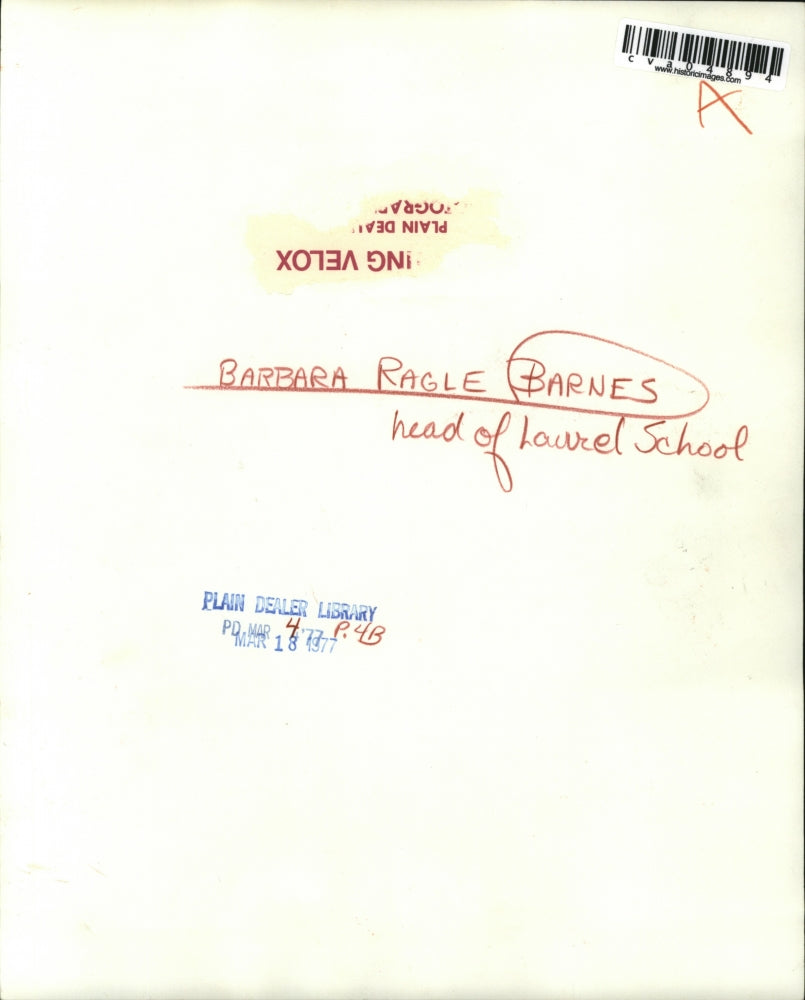 cva04894
www.historicimages.com
A
PLAIN DEAL
ING VELOX
BARBARA RAGLE BARNES
head of Laurel School
PLAIN DEALER LIBRARY
PD MAR 4 '77 P. 4B
MAR 18 1977